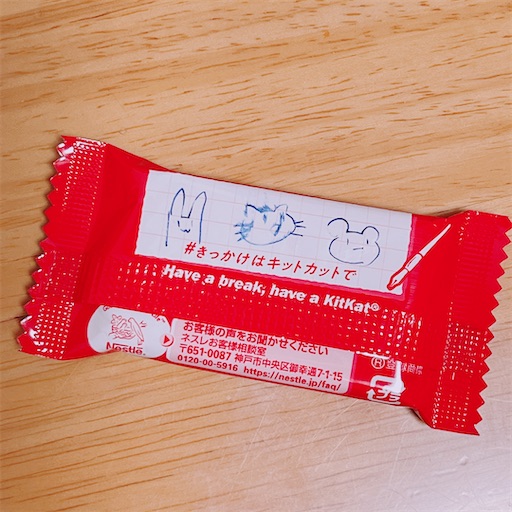 #きっかけはキットカットで
Have a break, have a KitKat®
Nestle
お客様の声をお聞かせください
ネスレお客様相談室
〒651-0087 神戸市中央区御幸通7-1-15
0120-00-5916 https://nestle.jp/faq/
プラ